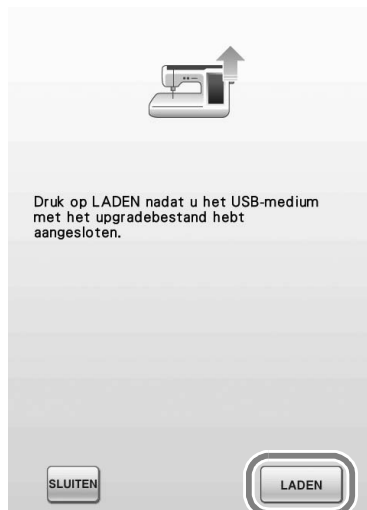 Druk op LADEN nadat u het USB-medium
met het upgradebestand hebt
aangesloten.
SLUITEN
LADEN